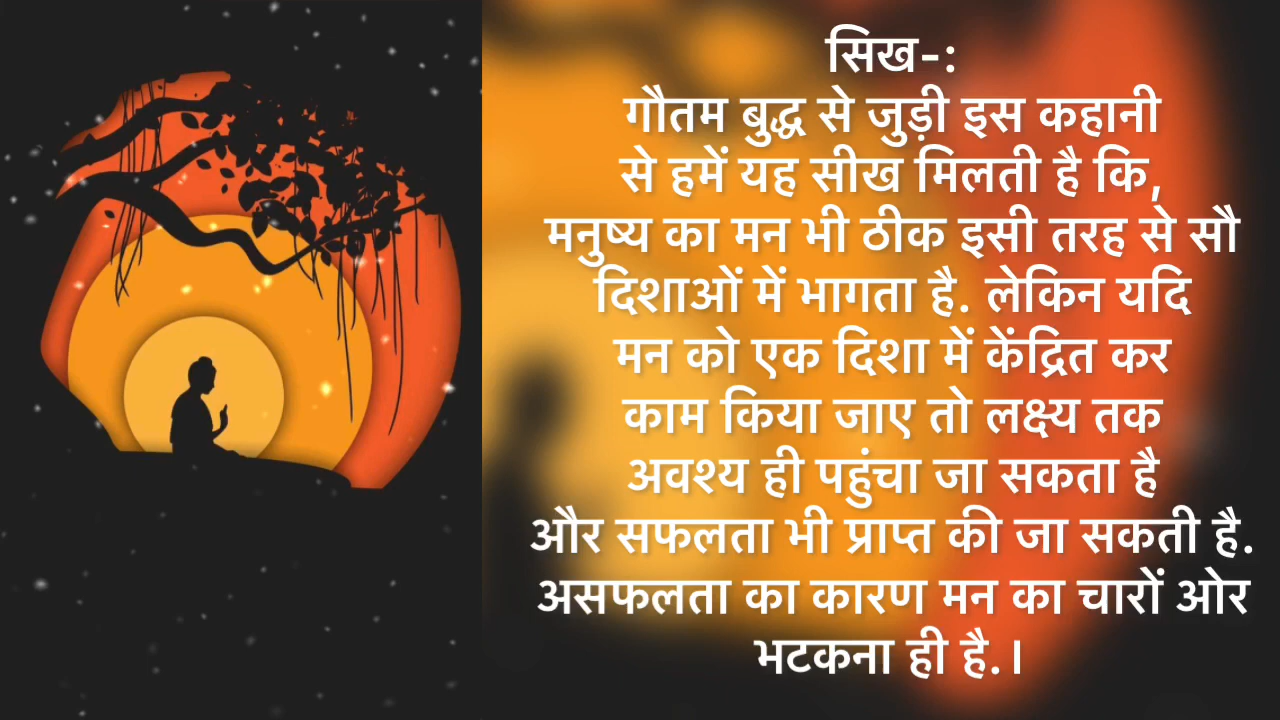 सिख-:
गौतम बुद्ध से जुड़ी इस कहानी
से हमें यह सीख मिलती है कि,
मनुष्य का मन भी ठीक इसी तरह से सौ
दिशाओं में भागता है. लेकिन यदि
मन को एक दिशा में केंद्रित कर
काम किया जाए तो लक्ष्य तक
अवश्य ही पहुंचा जा सकता है
और सफलता भी प्राप्त की जा सकती है.
असफलता का कारण मन का चारों ओर
भटकना ही है.।